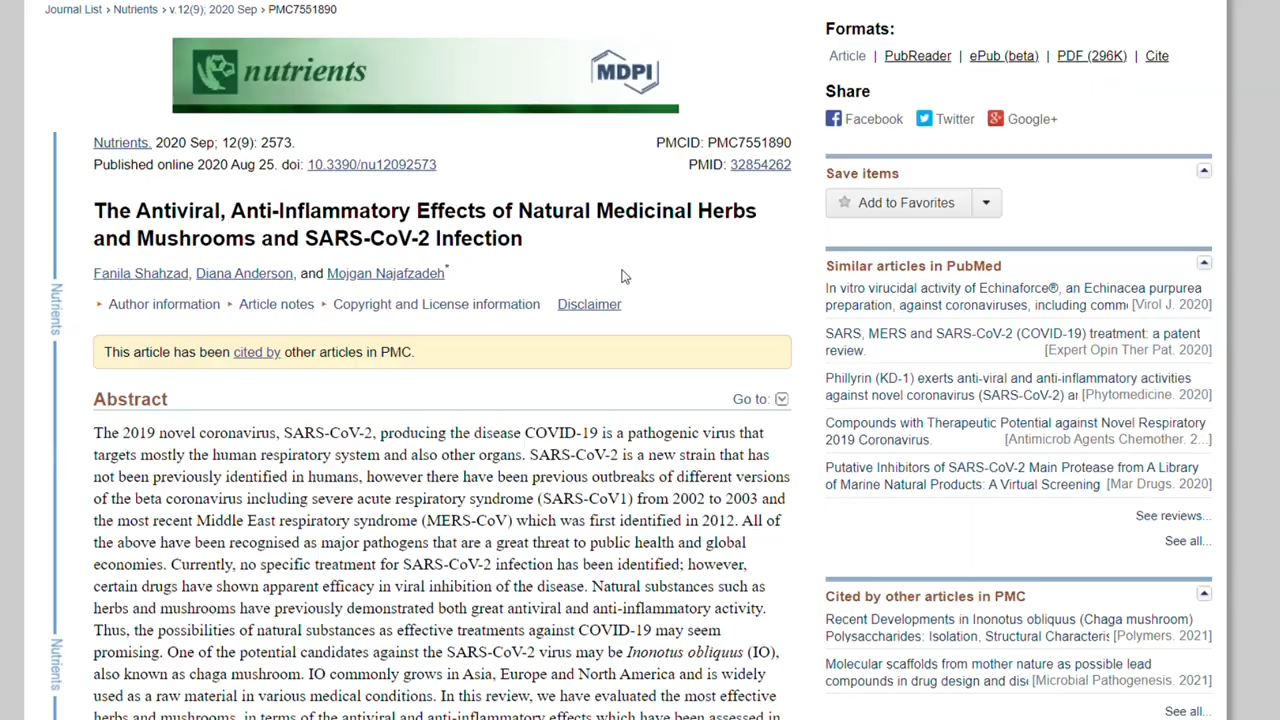 Journal List > Nutrients > v.12(9); 2020 Sep > PMC7551890
nutrients
MDPI
Nutrients. 2020 Sep; 12(9): 2573.
PMCID: PMC7551890
Published online 2020 Aug 25. doi: 10.3390/nu12092573
PMID: 32854262
The Antiviral, Anti-Inflammatory Effects of Natural Medicinal Herbs
and Mushrooms and SARS-CoV-2 Infection
Fanila Shahzad, Diana Anderson, and Mojgan Najafzadeh*
Author information Article notes Copyright and License information Disclaimer
This article has been cited by other articles in PMC.
Abstract
Go to:
The 2019 novel coronavirus, SARS-CoV-2, producing the disease COVID-19 is a pathogenic virus that
targets mostly the human respiratory system and also other organs. SARS-CoV-2 is a new strain that has
not been previously identified in humans, however there have been previous outbreaks of different versions
of the beta coronavirus including severe acute respiratory syndrome (SARS-CoV1) from 2002 to 2003 and
the most recent Middle East respiratory syndrome (MERS-CoV) which was first identified in 2012. All of
the above have been recognised as major pathogens that are a great threat to public health and global
economies. Currently, no specific treatment for SARS-CoV-2 infection has been identified; however,
certain drugs have shown apparent efficacy in viral inhibition of the disease. Natural substances such as
herbs and mushrooms have previously demonstrated both great antiviral and anti-inflammatory activity.
Thus, the possibilities of natural substances as effective treatments against COVID-19 may seem
promising. One of the potential candidates against the SARS-CoV-2 virus may be Inonotus obliquus (IO),
also known as chaga mushroom. IO commonly grows in Asia, Europe and North America and is widely
used as a raw material in various medical conditions. In this review, we have evaluated the most effective
herbs and mushrooms, in terms of the antiviral and anti-inflammatory effects which have been assessed in
Nutrients
Nutrients
Formats:
Article | PubReader | ePub (beta) | PDF (296K) | Cite
Share
Facebook Twitter Google+
Save items
Add to Favorites
Similar articles in PubMed
In vitro virucidal activity of Echinaforce®, an Echinacea purpurea
preparation, against coronaviruses, including comm [Virol J. 2020]
SARS, MERS and SARS-CoV-2 (COVID-19) treatment: a patent
review. [Expert Opin Ther Pat. 2020]
Phillyrin (KD-1) exerts anti-viral and anti-inflammatory activities
against novel coronavirus (SARS-CoV-2) a [Phytomedicine. 2020]
Compounds with Therapeutic Potential against Novel Respiratory
2019 Coronavirus. [Antimicrob Agents Chemother. 2...]
Putative Inhibitors of SARS-CoV-2 Main Protease from A Library
of Marine Natural Products: A Virtual Screening [Mar Drugs. 2020]
See reviews...
See all...
Cited by other articles in PMC
Recent Developments in Inonotus obliquus (Chaga mushroom)
Polysaccharides: Isolation, Structural Characteris [Polymers. 2021]
Molecular scaffolds from mother nature as possible lead
compounds in drug design and dis [Microbial Pathogenesis. 2021]
See all...